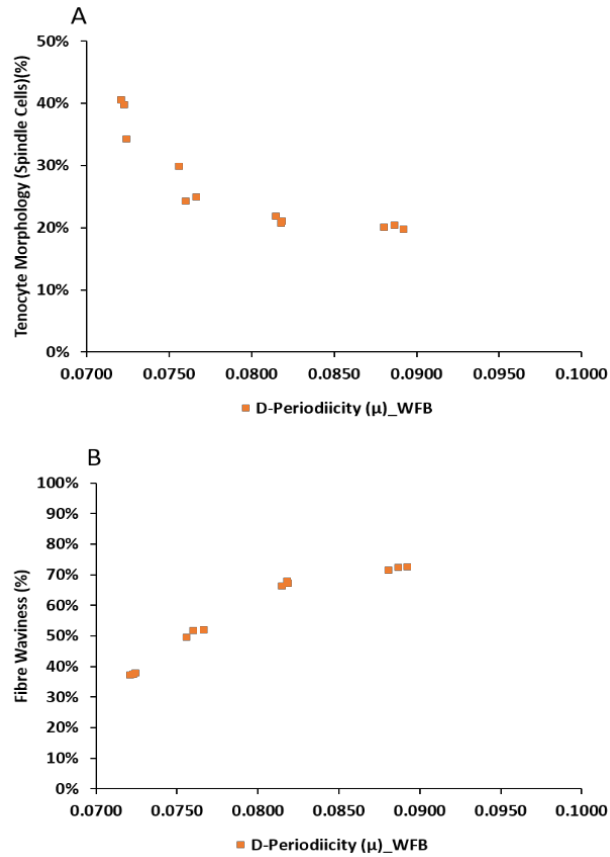 A
50%
40%
30%
20%
10%
0%
Tenocyte Morphology (Spindle Cells)(%)
0.0700 0.0750 0.0800 0.0850 0.0900 0.0950 0.1000
D-Periodiicity (µ)_WFB
B
100%
90%
80%
70%
60%
50%
40%
30%
20%
10%
0%
Fibre Waviness (%)
0.0700 0.0750 0.0800 0.0850 0.0900 0.0950 0.1000
D-Periodiicity (µ)_WFB